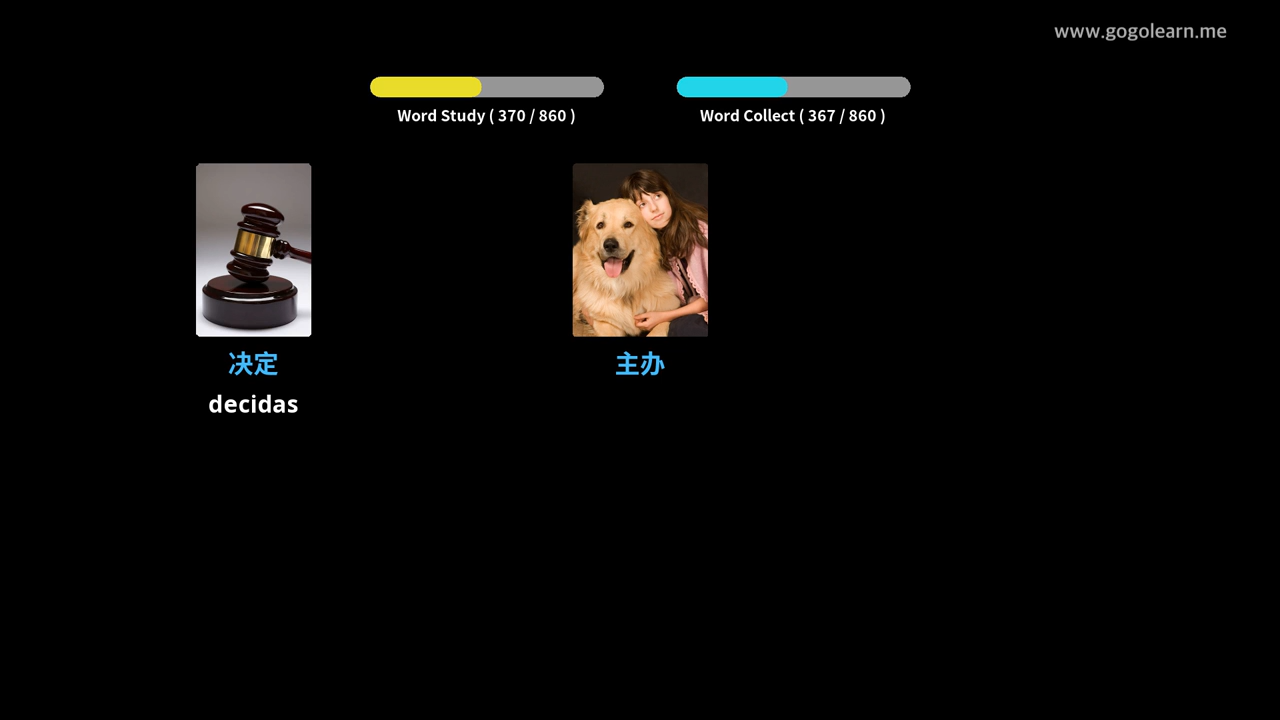 www.gogolearn.me
Word Study ( 370 / 860 )
Word Collect ( 367 / 860 )
决定
主办
decidas